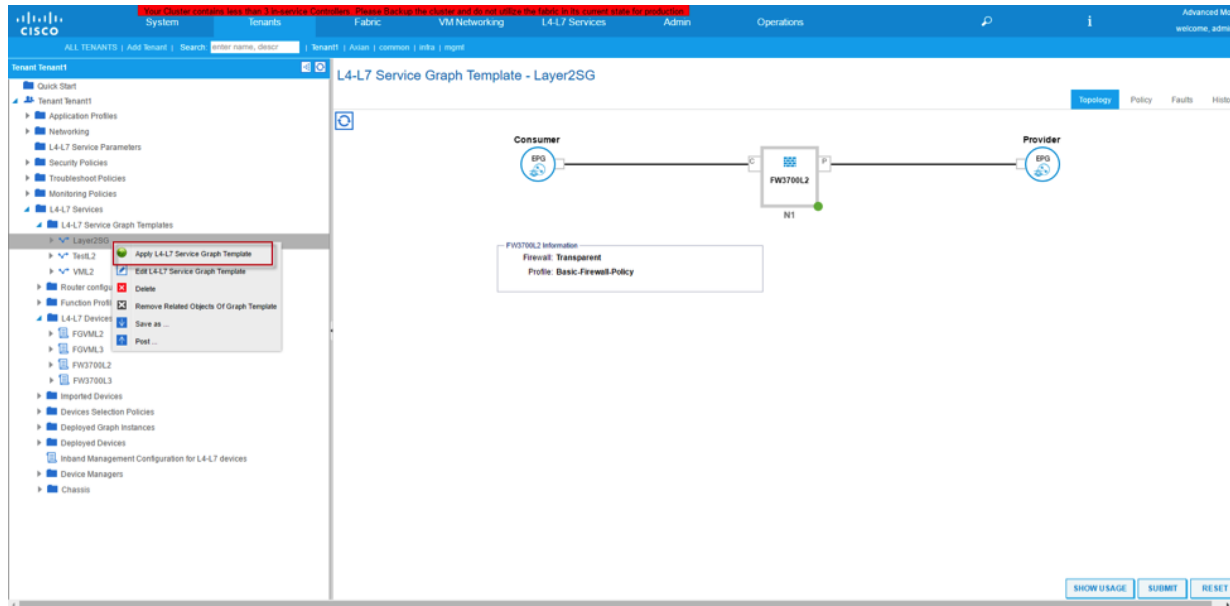 Your Cluster contains less than 3 in-service Controllers. Please Backup the cluster and do not utilize the fabric in its current state for production.
Advanced Mo
CISCO
System Tenants Fabric VM Networking L4-L7 Services Admin Operations i welcome, admi
ALL TENANTS | Add Tenant | Search: enter name, descr | Tenant1 | Avian | common | infra | mgmt
Tenant Tenant1
L4-L7 Service Graph Template - Layer2SG
Quick Start
Tenant Tenant1
Topology Policy Faults Histo
Application Profiles
Networking
L4-L7 Service Parameters
Security Policies
Troubleshoot Policies
Monitoring Policies
L4-L7 Services
L4-L7 Service Graph Templates
Layer2SG
TestL2
VML2
Router configu
Function Profi
L4-L7 Devices
FGVML2
FGVML3
FW3700L2
FW3700L3
Imported Devices
Devices Selection Policies
Deployed Graph Instances
Deployed Devices
Inband Management Configuration for L4-L7 devices
Device Managers
Chassis
Apply L4-L7 Service Graph Template
Edit L4-L7 Service Graph Template
Delete
Remove Related Objects Of Graph Template
Save as ...
Post ...
Consumer
EPG
C
FW3700L2
P
N1
Provider
EPG
FW3700L2 Information
Firewall: Transparent
Profile: Basic-Firewall-Policy
SHOW USAGE SUBMIT RESET